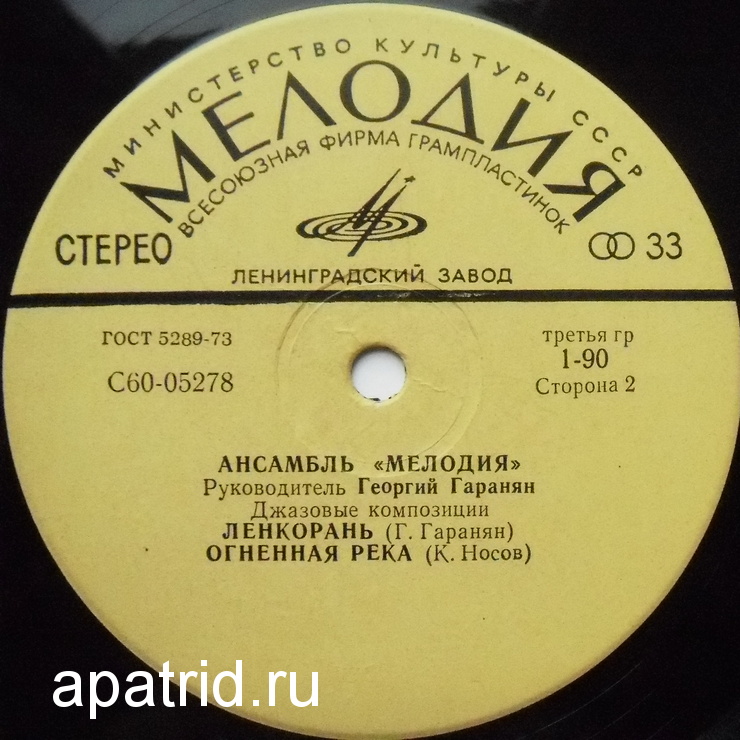 МИНИСТЕРСТВО КУЛЬТУРЫ СССР
МЕЛОДИЯ
ВСЕСОЮЗНАЯ ФИРМА ГРАМПЛАСТИНОК
СТЕРЕО
33
ЛЕНИНГРАДСКИЙ ЗАВОД
ГОСТ 5289-73
третья гр
1-90
С60-05278
Сторона 2
АНСАМБЛЬ «МЕЛОДИЯ»
Руководитель Георгий Гаранян
Джазовые композиции
ЛЕНКОРАНЬ (Г. Гаранян)
ОГНЕННАЯ РЕКА (К. Носов)
apatrid.ru